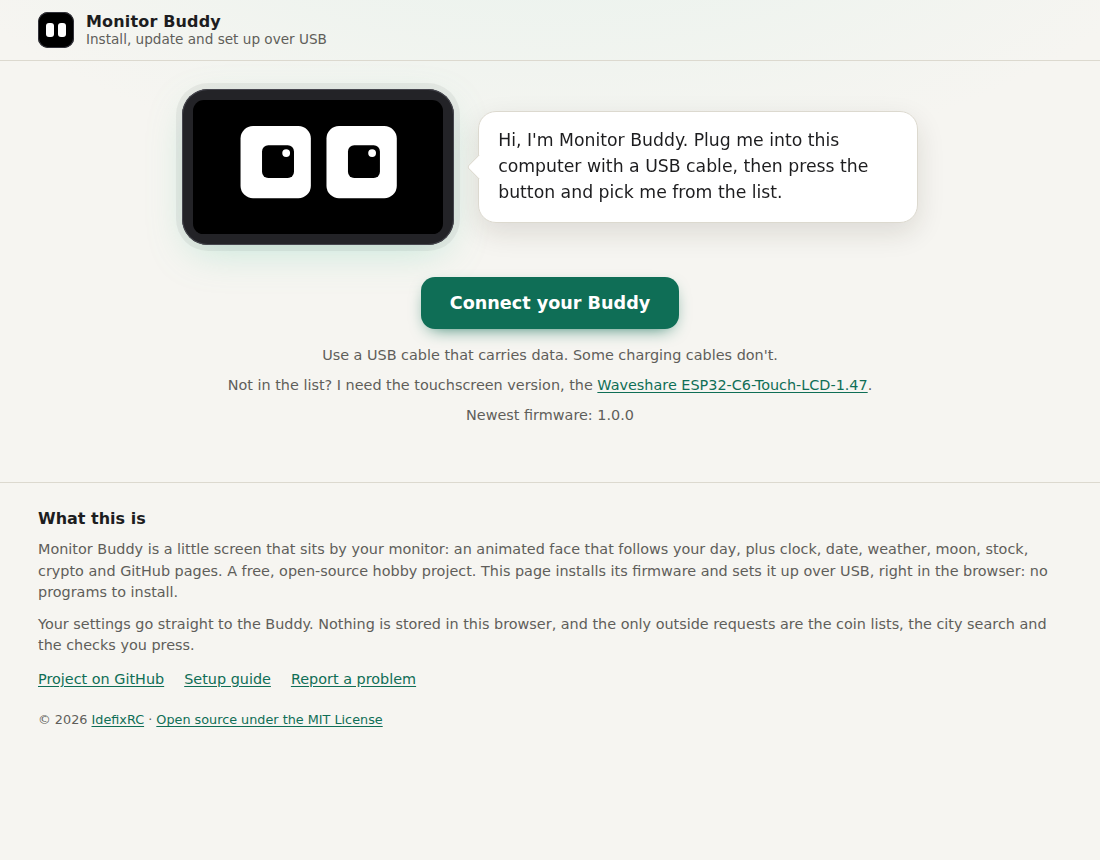 Monitor Buddy
Install, update and set up over USB
Hi, I'm Monitor Buddy. Plug me into this
computer with a USB cable, then press the
button and pick me from the list.
Connect your Buddy
Use a USB cable that carries data. Some charging cables don't.
Not in the list? I need the touchscreen version, the Waveshare ESP32-C6-Touch-LCD-1.47.
Newest firmware: 1.0.0
What this is
Monitor Buddy is a little screen that sits by your monitor: an animated face that follows your day, plus clock, date, weather, moon, stock,
crypto and GitHub pages. A free, open-source hobby project. This page installs its firmware and sets it up over USB, right in the browser: no
programs to install.
Your settings go straight to the Buddy. Nothing is stored in this browser, and the only outside requests are the coin lists, the city search and
the checks you press.
Project on GitHub Setup guide Report a problem
© 2026 IdefixRC · Open source under the MIT License